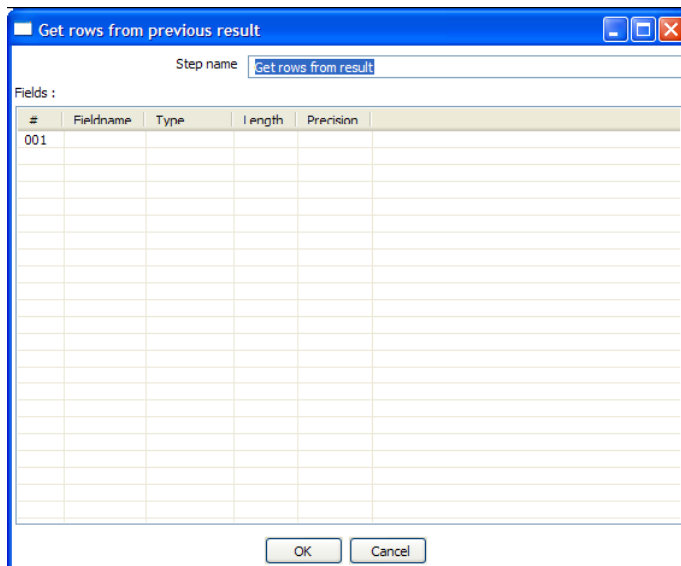 Get rows from previous result
Step name Get rows from result
Fields :
# Fieldname Type Length Precision
001
OK Cancel